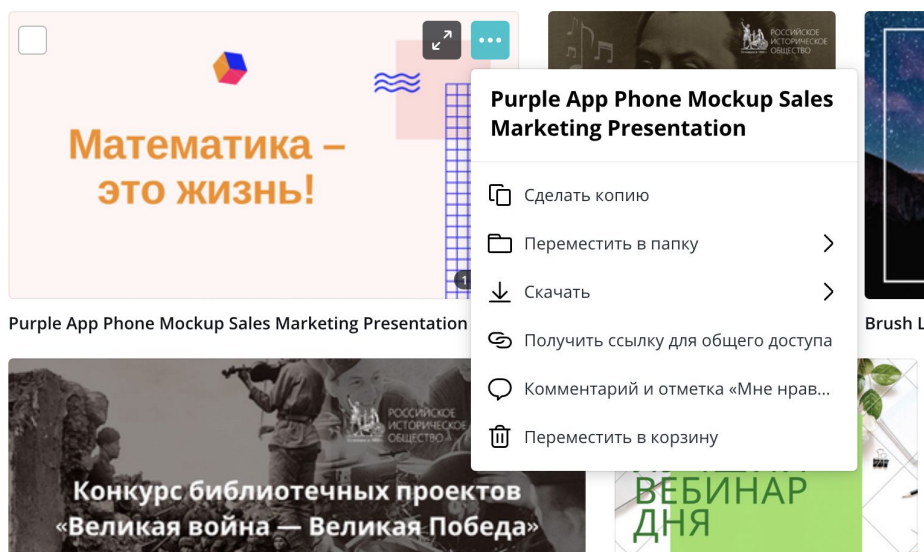 РОССИЙСКОЕ
ИСТОРИЧЕСКОЕ
ОБЩЕСТВО
Математика –
это жизнь!
1
Purple App Phone Mockup Sales Marketing Presentation
Purple App Phone Mockup Sales
Marketing Presentation
Сделать копию
Переместить в папку
Скачать
Получить ссылку для общего доступа
Комментарий и отметка «Мне нрав...
Переместить в корзину
Brush L
РОССИЙСКОЕ
ИСТОРИЧЕСКОЕ
ОБЩЕСТВО
Конкурс библиотечных проектов
«Великая война — Великая Победа»
ВЕБИНАР
ДНЯ